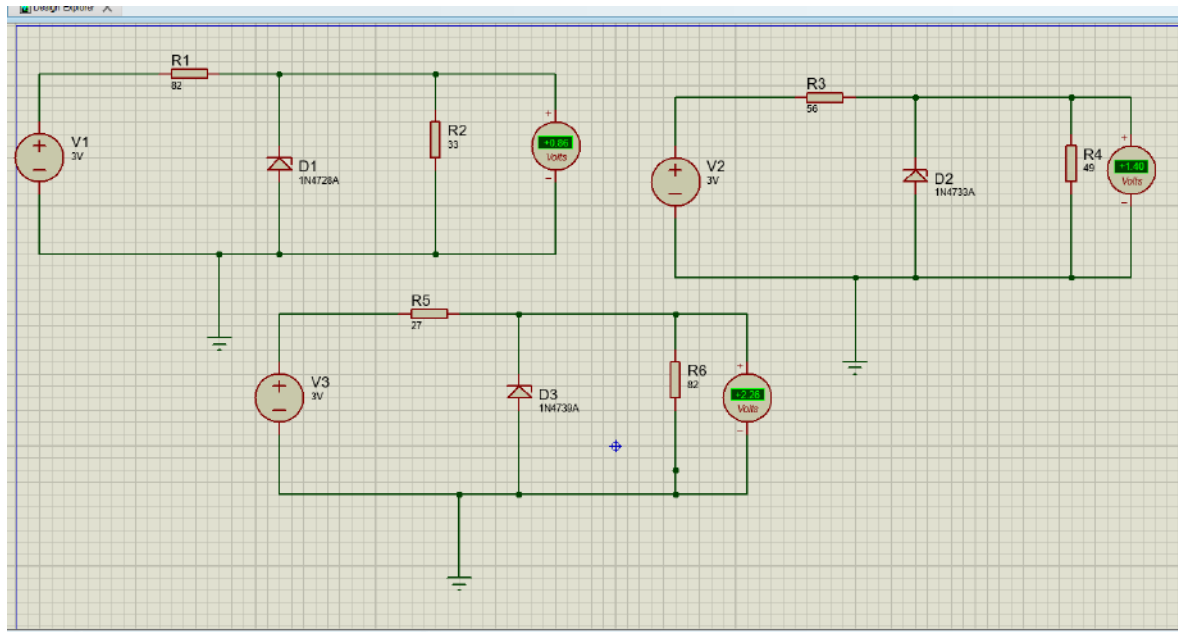 Design Explorer
R1
82
V1
3V
D1
1N4728A
R2
33
+0.86
Volts
R3
56
V2
3V
D2
1N4733A
R4
49
+1.40
Volts
R5
27
V3
3V
D3
1N4739A
R6
82
+2.26
Volts